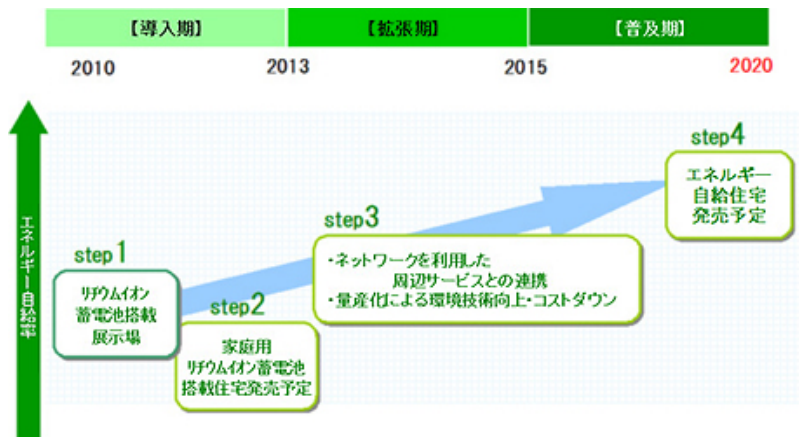 【導入期】
【拡張期】
【普及期】
2010
2013
2015
2020
エネルギー自給率
step1
リチウムイオン
蓄電池搭載
展示場
step2
家庭用
リチウムイオン蓄電池
搭載住宅発売予定
step3
・ネットワークを利用した
周辺サービスとの連携
・量産化による環境技術向上・コストダウン
step4
エネルギー
自給住宅
発売予定